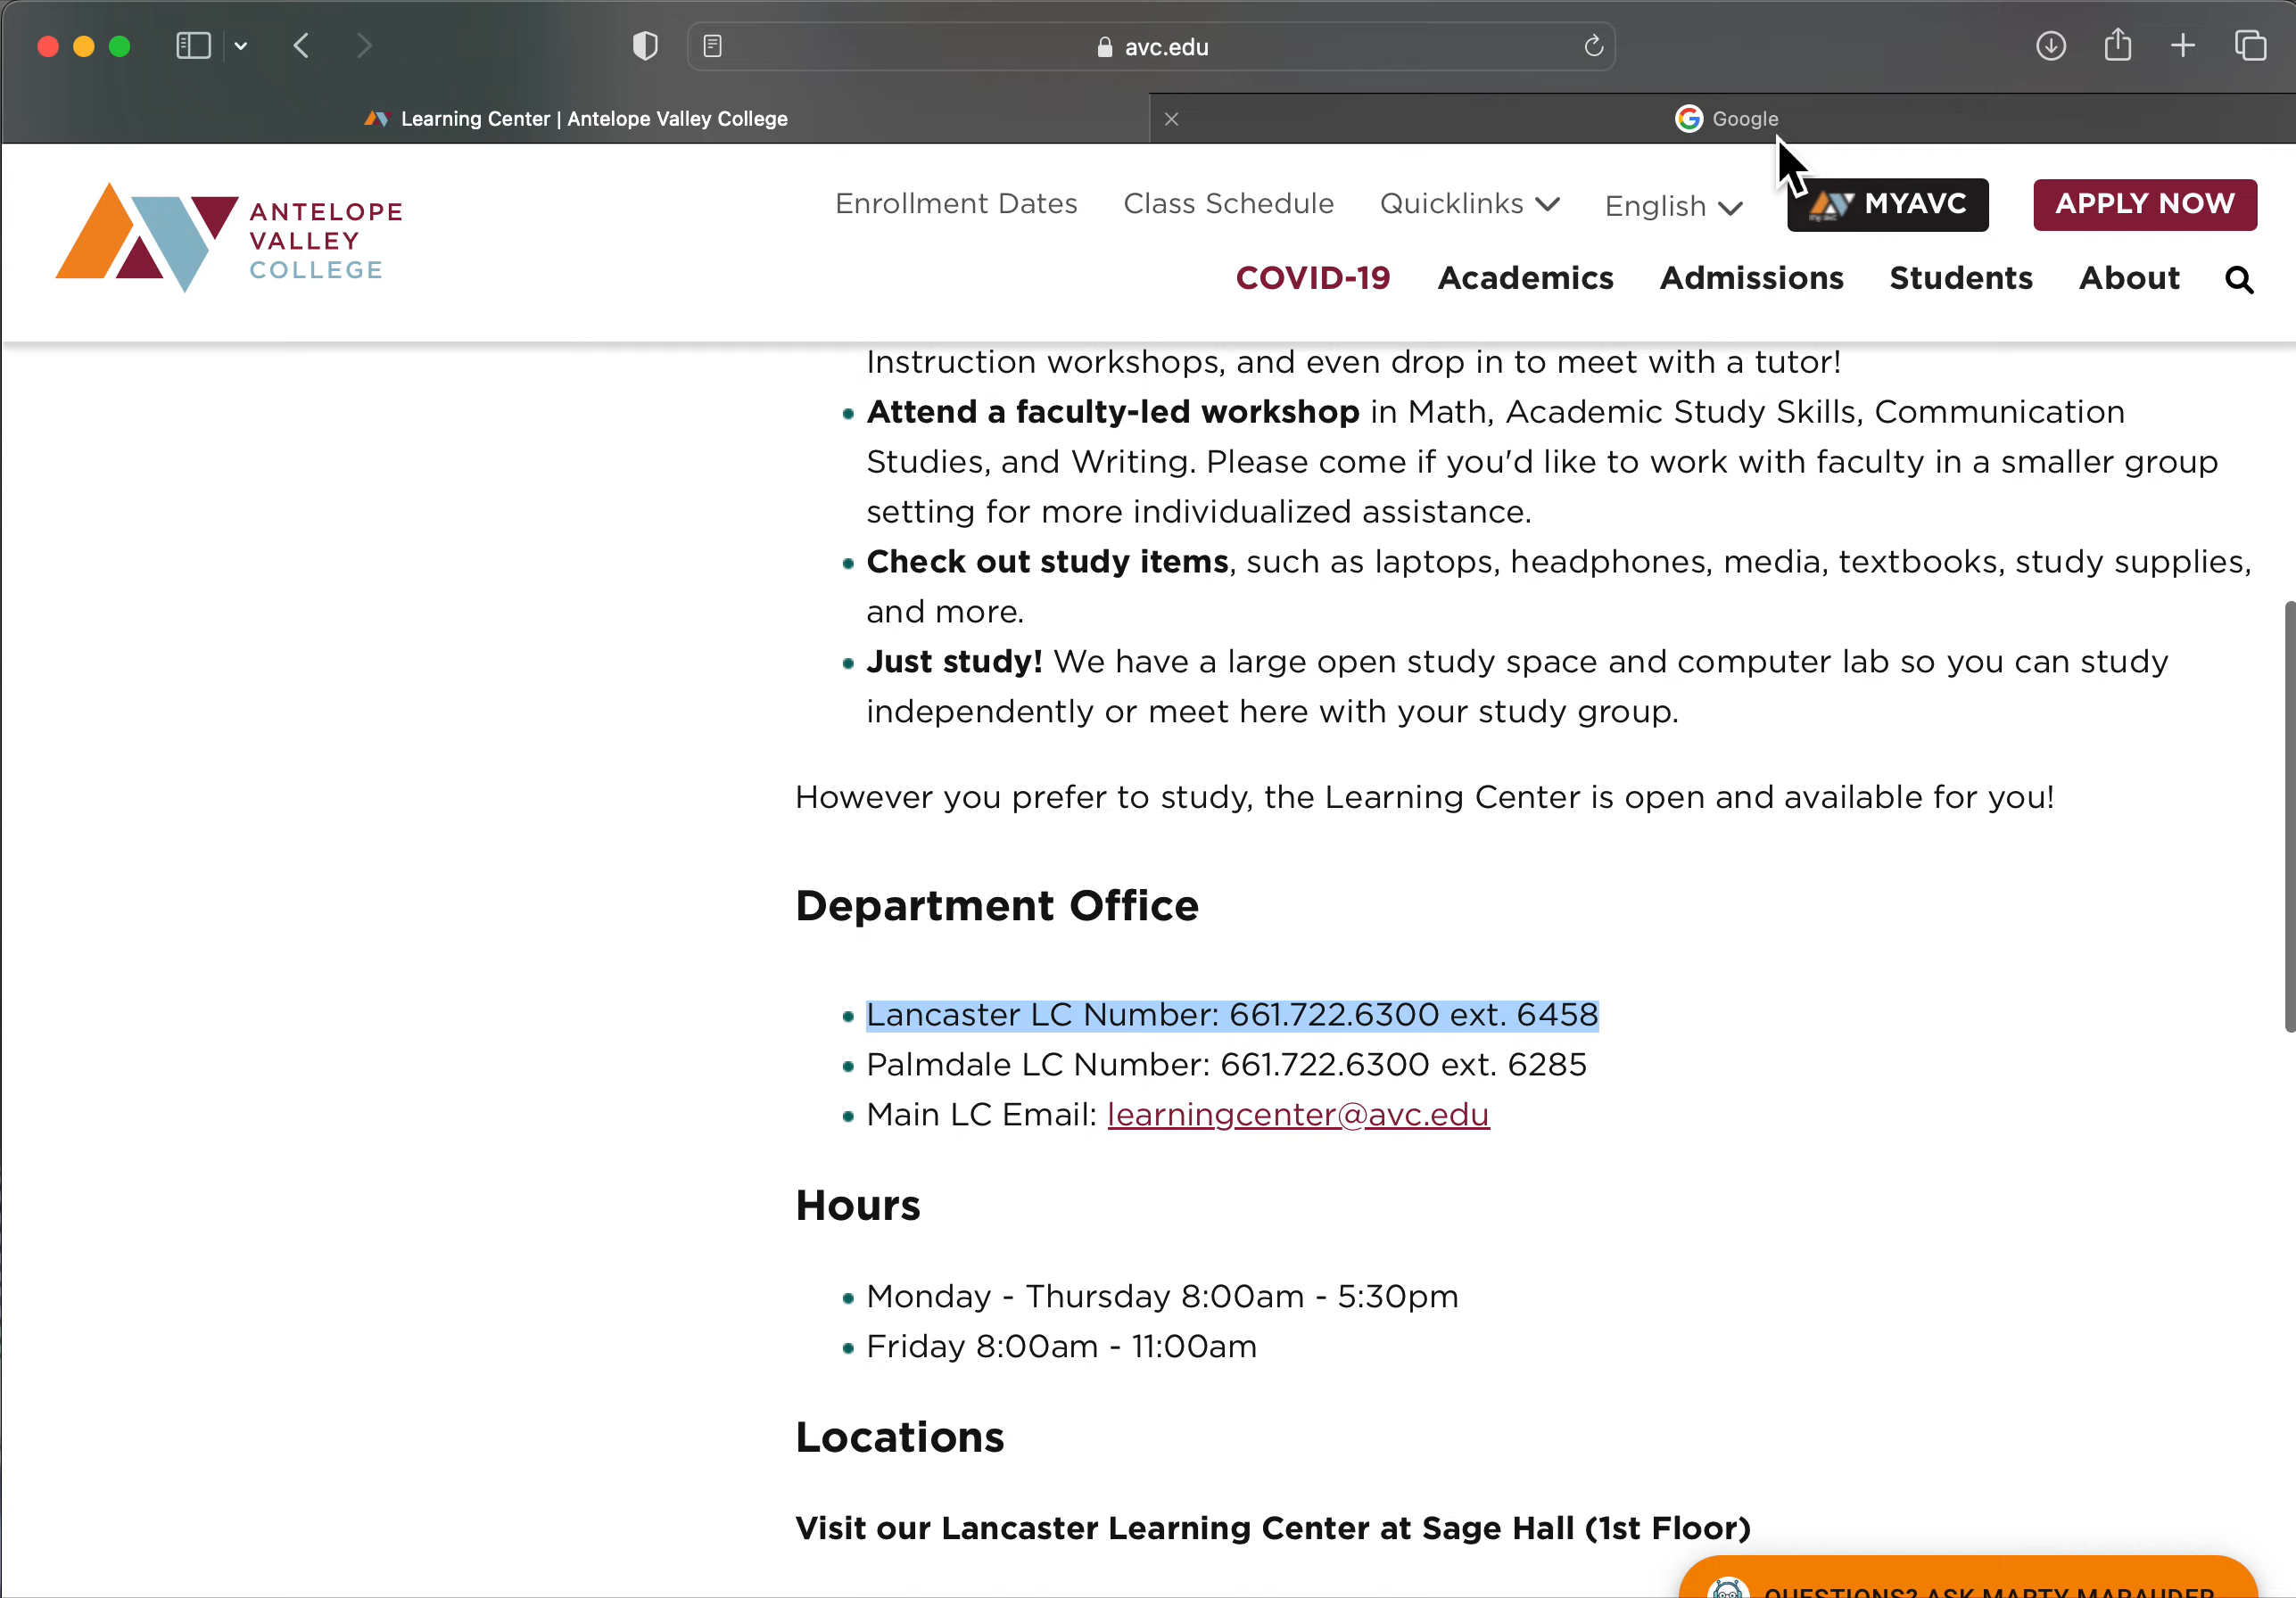 avc.edu
Learning Center | Antelope Valley College
Google
ANTELOPE
VALLEY
COLLEGE
Enrollment Dates
Class Schedule
Quicklinks
English
MYAVC
APPLY NOW
COVID-19
Academics
Admissions
Students
About
Instruction workshops, and even drop in to meet with a tutor!
Attend a faculty-led workshop in Math, Academic Study Skills, Communication
Studies, and Writing. Please come if you'd like to work with faculty in a smaller group
setting for more individualized assistance.
Check out study items, such as laptops, headphones, media, textbooks, study supplies,
and more.
Just study! We have a large open study space and computer lab so you can study
independently or meet here with your study group.
However you prefer to study, the Learning Center is open and available for you!
Department Office
Lancaster LC Number: 661.722.6300 ext. 6458
Palmdale LC Number: 661.722.6300 ext. 6285
Main LC Email: learningcenter@avc.edu
Hours
Monday - Thursday 8:00am - 5:30pm
Friday 8:00am - 11:00am
Locations
Visit our Lancaster Learning Center at Sage Hall (1st Floor)
QUESTIONS? ASK MARTY MARAUDER